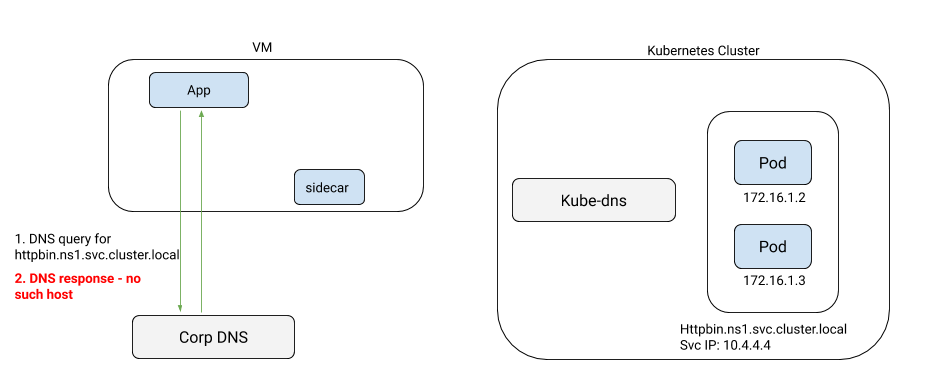 VM
App
sidecar
1. DNS query for
httpbin.ns1.svc.cluster.local
2. DNS response - no
such host
Corp DNS
Kubernetes Cluster
Kube-dns
Pod
172.16.1.2
Pod
172.16.1.3
Httpbin.ns1.svc.cluster.local
Svc IP: 10.4.4.4